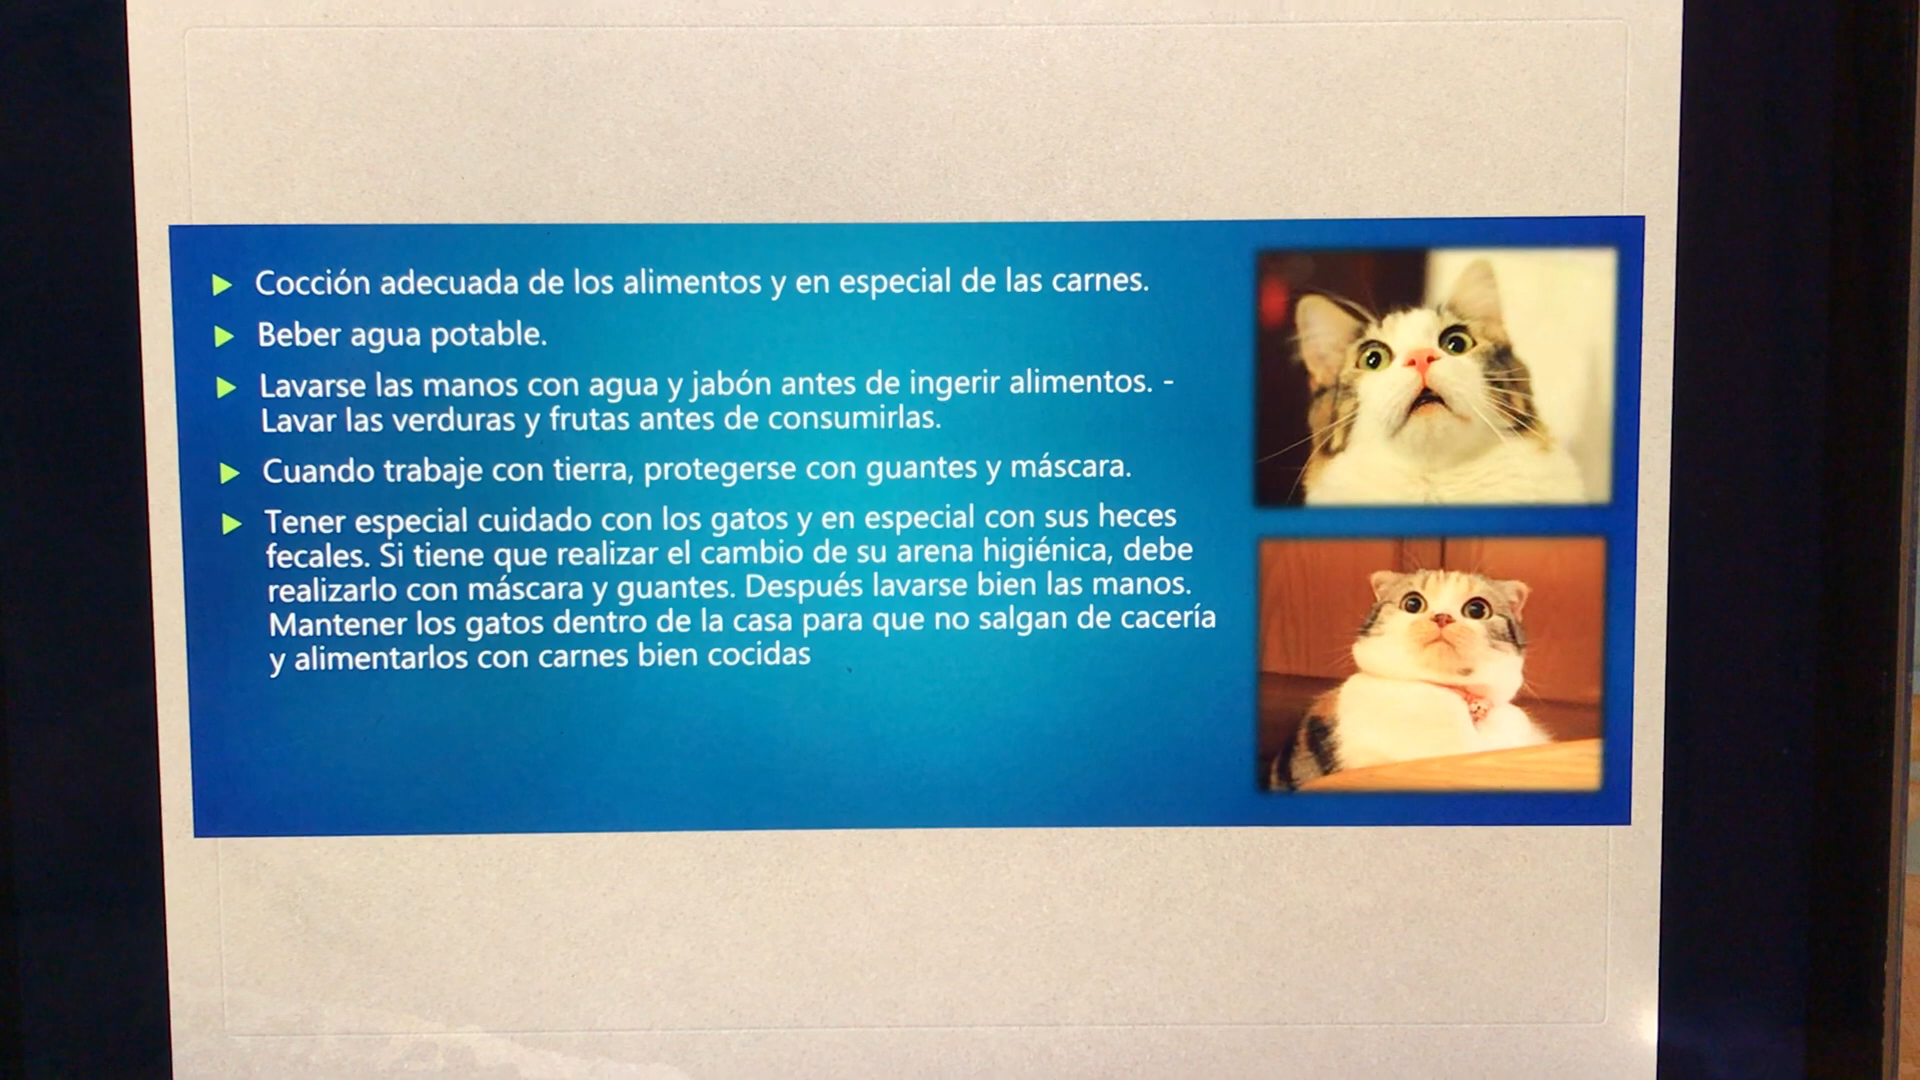 Cocción adecuada de los alimentos y en especial de las carnes.
Beber agua potable.
Lavarse las manos con agua y jabón antes de ingerir alimentos. -
Lavar las verduras y frutas antes de consumirlas.
Cuando trabaje con tierra, protegerse con guantes y máscara.
Tener especial cuidado con los gatos y en especial con sus heces
fecales. Si tiene que realizar el cambio de su arena higiénica, debe
realizarlo con máscara y guantes. Después lavarse bien las manos.
Mantener los gatos dentro de la casa para que no salgan de cacería
y alimentarlos con carnes bien cocidas